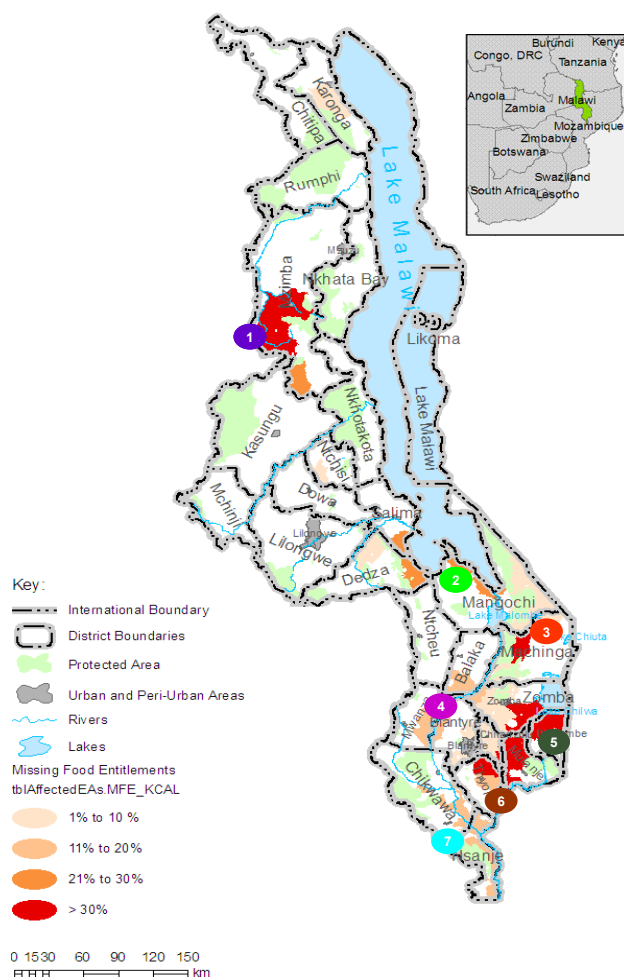 Burundi
Kenya
Congo, DRC
Tanzania
Angola
Malawi
Zambia
Mozambique
Zimbabwe
Botswana
Swaziland
South Africa
Lesotho
Karonga
Chitipa
Rumphi
Lake Malawi
Nkhata Bay
1
Likoma
Lake Malawi
Kasungu
Nkhotakota
Ntchisi
Mchinji
Dowa
Salima
Lilongwe
Lilongwe
Dedza
2
Mangochi
Lake Malombe
3
Ntcheu
Machinga
Balaka
Zomba
Zomba
4
Blantyre
Blantyre
5
Chikwawa
6
7
Nsanje
Key:
International Boundary
District Boundaries
Protected Area
Urban and Peri-Urban Areas
Rivers
Lakes
Missing Food Entitlements
tblAffectedEAs.MFE_KCAL
1% to 10 %
11% to 20%
21% to 30%
> 30%
0 15 30 60 90 120 150
km